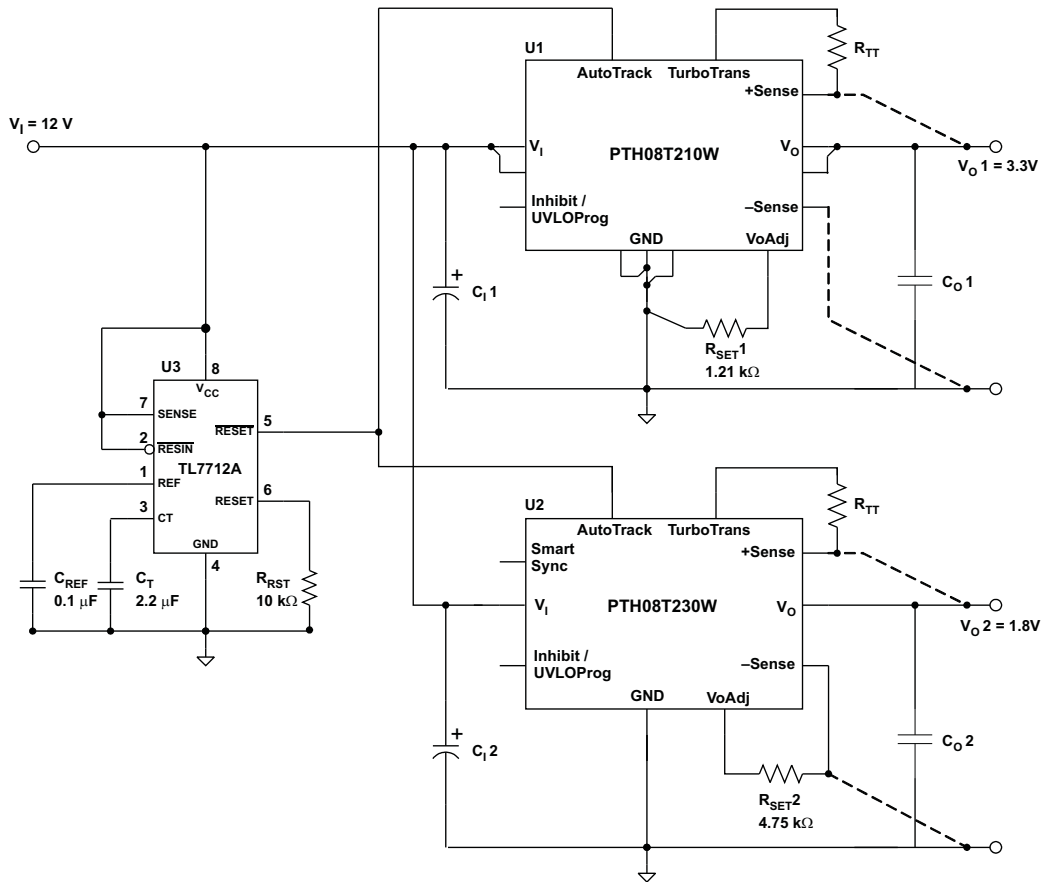 U1
AutoTrack TurboTrans
R_TT
+Sense
V_I = 12 V
V_I
PTH08T210W
V_O
V_O 1 = 3.3V
Inhibit /
UVLOProg
–Sense
GND
VoAdj
+
C_I 1
C_O 1
R_SET 1
1.21 kΩ
U3
8
V_CC
7
SENSE
5
RESET
2
RESIN
TL7712A
1
REF
6
RESET
3
CT
GND
4
C_REF
0.1 μF
C_T
2.2 μF
R_RST
10 kΩ
U2
AutoTrack TurboTrans
R_TT
Smart
Sync
+Sense
V_I
PTH08T230W
V_O
V_O 2 = 1.8V
Inhibit /
UVLOProg
–Sense
GND
VoAdj
+
C_I 2
C_O 2
R_SET 2
4.75 kΩ